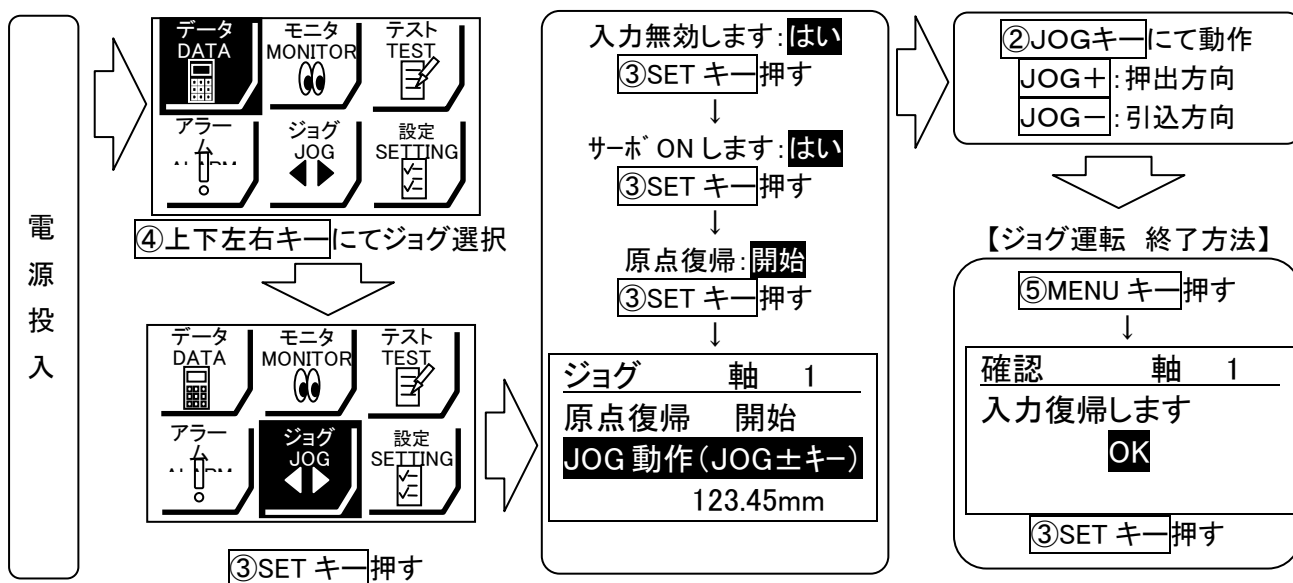 電
源
投
入
データ モニタ テスト
DATA MONITOR TEST
アラー ジョグ 設定
ム JOG SETTING
④上下左右キーにてジョグ選択
データ モニタ テスト
DATA MONITOR TEST
アラー ジョグ 設定
ム JOG SETTING
③SET キー押す
入力無効します:はい
③SET キー押す
↓
サーボ ON します:はい
③SET キー押す
↓
原点復帰:開始
③SET キー押す
↓
ジョグ 軸 1
原点復帰 開始
JOG 動作(JOG±キー)
123.45mm
②JOGキーにて動作
JOG+:押出方向
JOG-:引込方向
【ジョグ運転 終了方法】
⑤MENU キー押す
↓
確認 軸 1
入力復帰します
OK
③SET キー押す